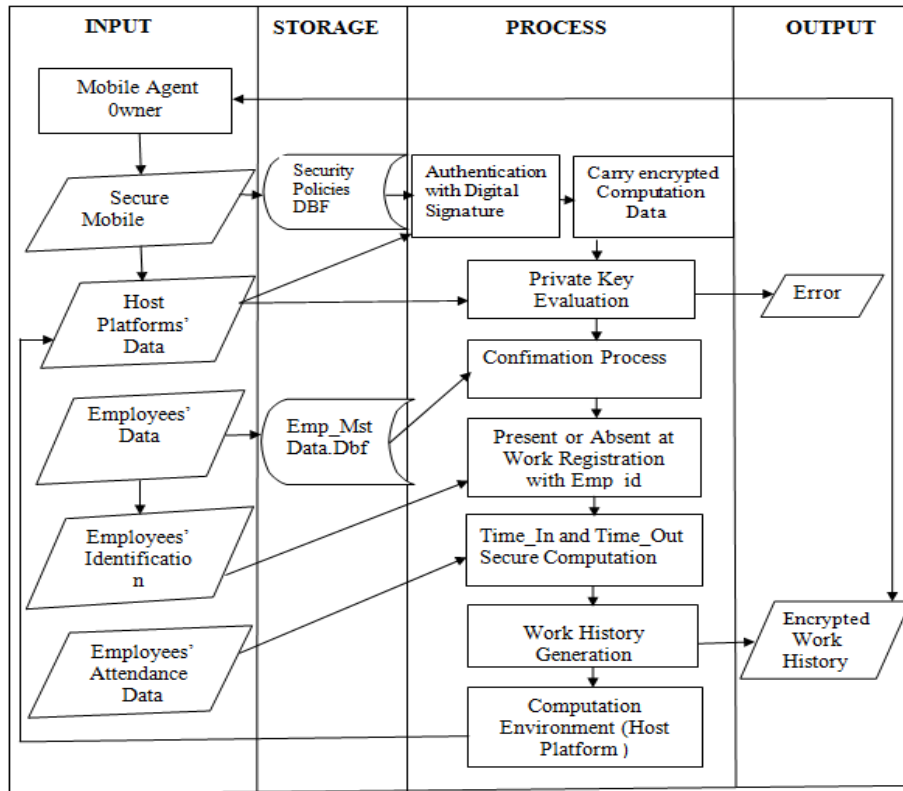 INPUT
STORAGE
PROCESS
OUTPUT
Mobile Agent
0wner
Secure
Mobile
Security
Policies
DBF
Authentication
with Digital
Signature
Carry encrypted
Computation
Data
Host
Platforms’
Data
Private Key
Evaluation
Error
Confimation Process
Employees’
Data
Emp_Mst
Data.Dbf
Present or Absent at
Work Registration
with Emp_id
Employees’
Identificatio
n
Time_In and Time_Out
Secure Computation
Employees’
Attendance
Data
Work History
Generation
Encrypted
Work
History
Computation
Environment (Host
Platform )